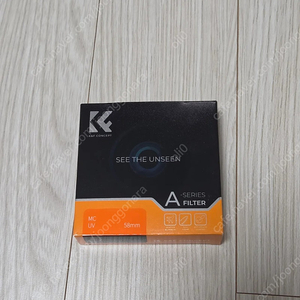 K&F CONCEPT
SEE THE UNSEEN
A-SERIES
FILTER
MC
UV
58mm